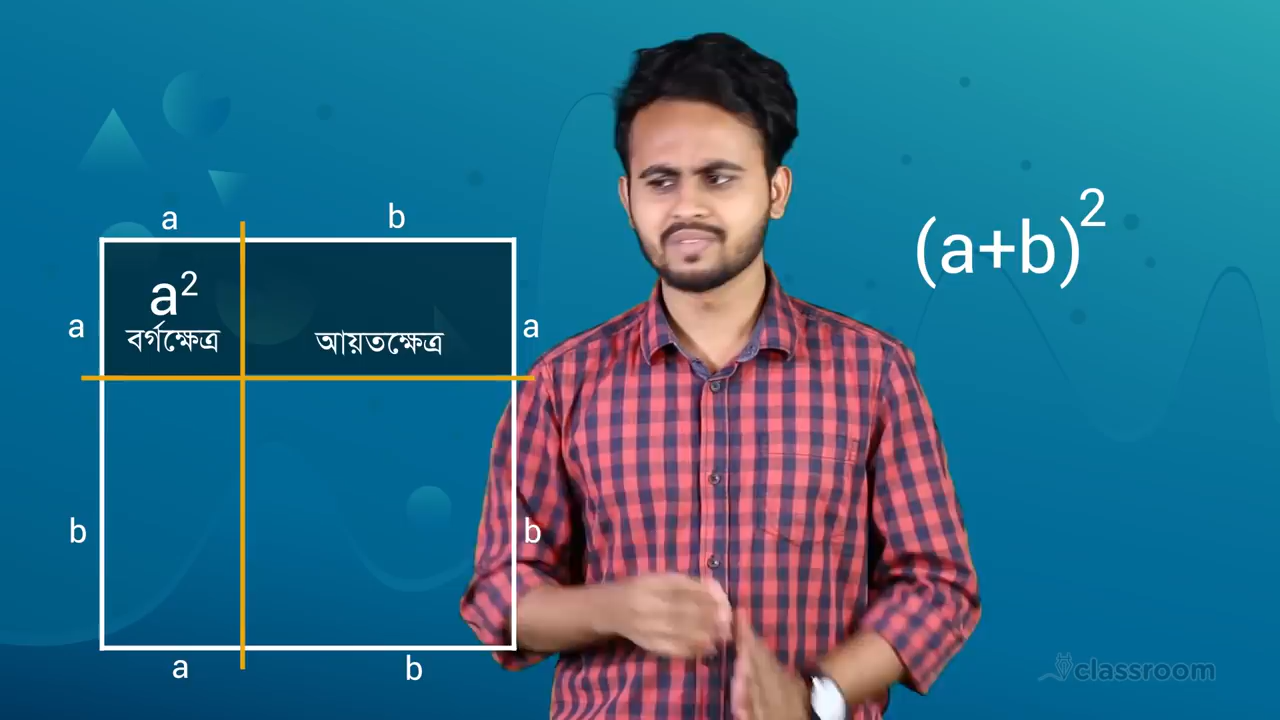 a b
(a+b)²
a a² a
বর্গক্ষেত্র আয়তক্ষেত্র
b b
a b
classroom